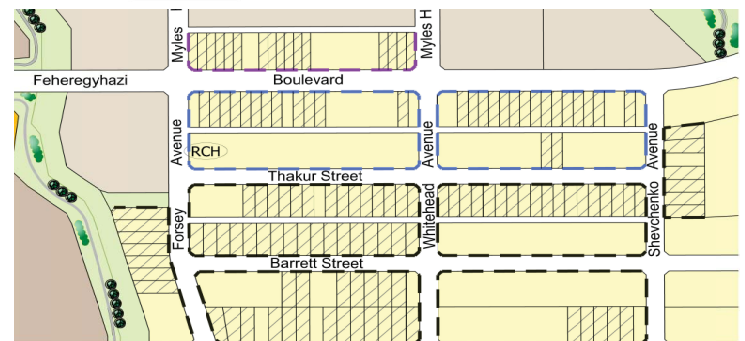 Myles
Myles H
Feheregyhazi
Boulevard
Avenue
Avenue
Avenue
RCH
Thakur Street
Forsey
Whitehead
Shevchenko
Barrett Street